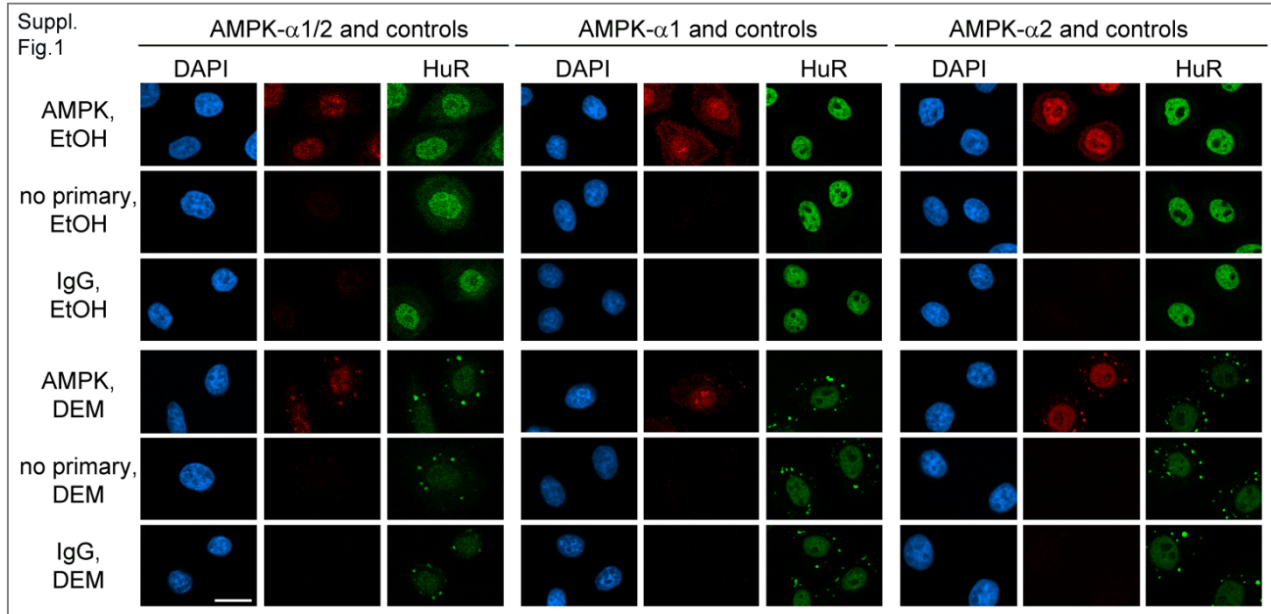 Suppl.
Fig.1
AMPK-α1/2 and controls
AMPK-α1 and controls
AMPK-α2 and controls
DAPI
HuR
DAPI
HuR
DAPI
HuR
AMPK,
EtOH
no primary,
EtOH
IgG,
EtOH
AMPK,
DEM
no primary,
DEM
IgG,
DEM